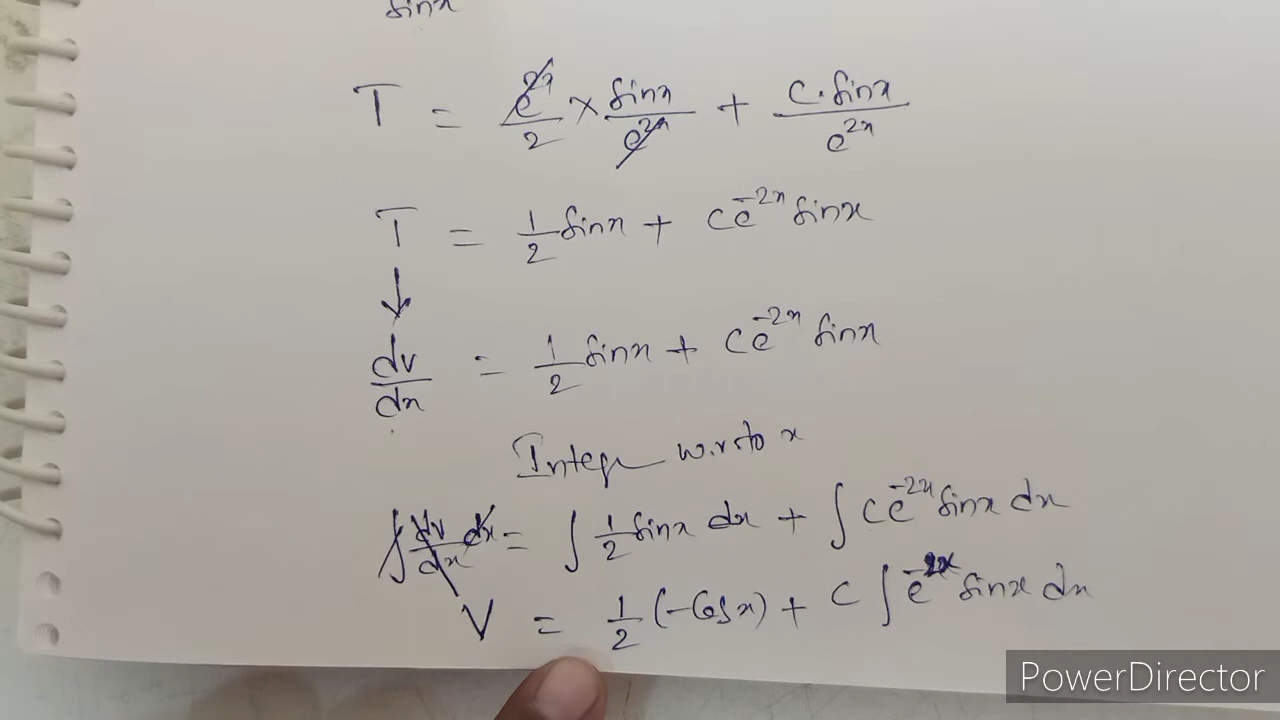 sinx
T = e^2x/2 × sinx/e^2x + c.sinx/e^2x
T = 1/2 sinx + ce^-2x sinx
↓
dv/dx = 1/2 sinx + ce^-2x sinx
w.r.to x
∫ dv/dx dx = ∫ 1/2 sinx dx + ∫ ce^-2x sinx dx
V = 1/2 (-Cosx) + C ∫ e^-2x sinx dx
PowerDirector